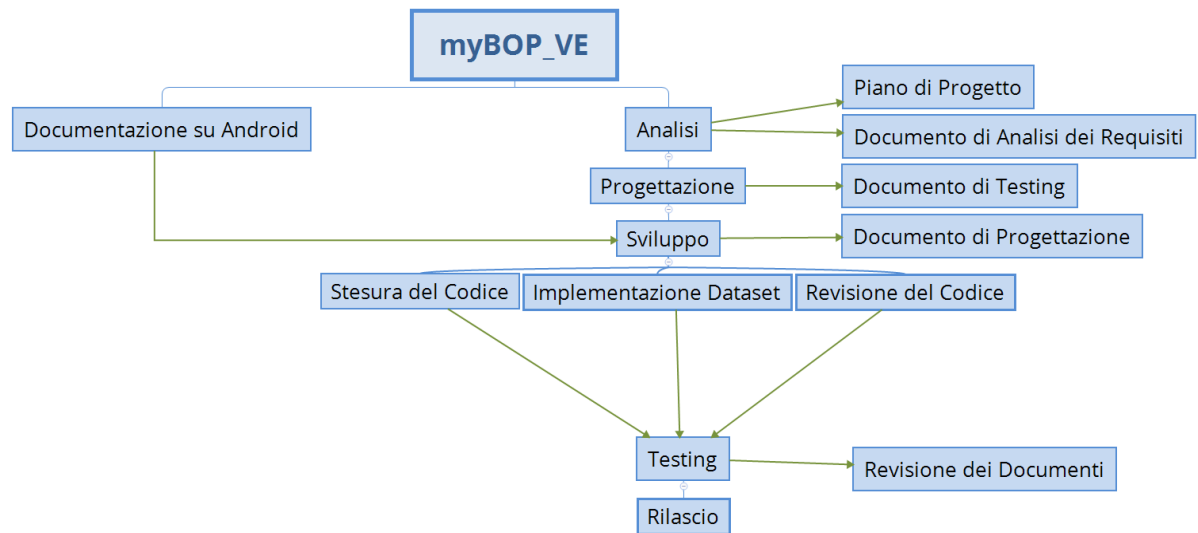 myBOP_VE
Documentazione su Android
Analisi
Piano di Progetto
Documento di Analisi dei Requisiti
Progettazione
Documento di Testing
Sviluppo
Documento di Progettazione
Stesura del Codice
Implementazione Dataset
Revisione del Codice
Testing
Revisione dei Documenti
Rilascio